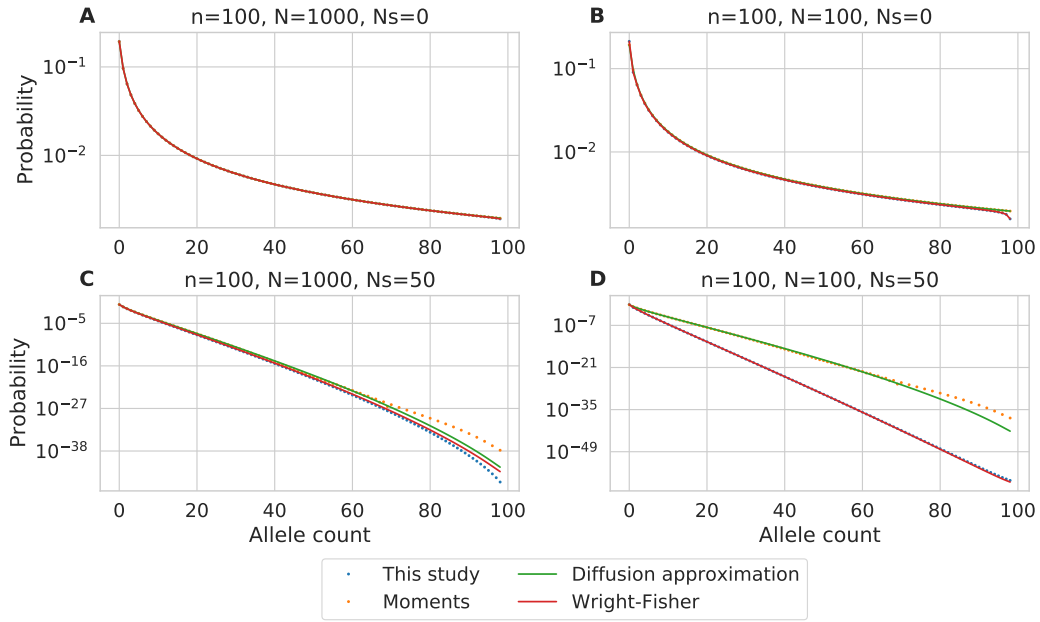 A n=100, N=1000, Ns=0
B n=100, N=100, Ns=0
Probability
10⁻¹
10⁻²
0 20 40 60 80 100
10⁻¹
10⁻²
0 20 40 60 80 100
C n=100, N=1000, Ns=50
D n=100, N=100, Ns=50
Probability
10⁻⁵
10⁻¹⁶
10⁻²⁷
10⁻³⁸
0 20 40 60 80 100
Allele count
10⁻⁷
10⁻²¹
10⁻³⁵
10⁻⁴⁹
0 20 40 60 80 100
Allele count
This study
Moments
Diffusion approximation
Wright-Fisher